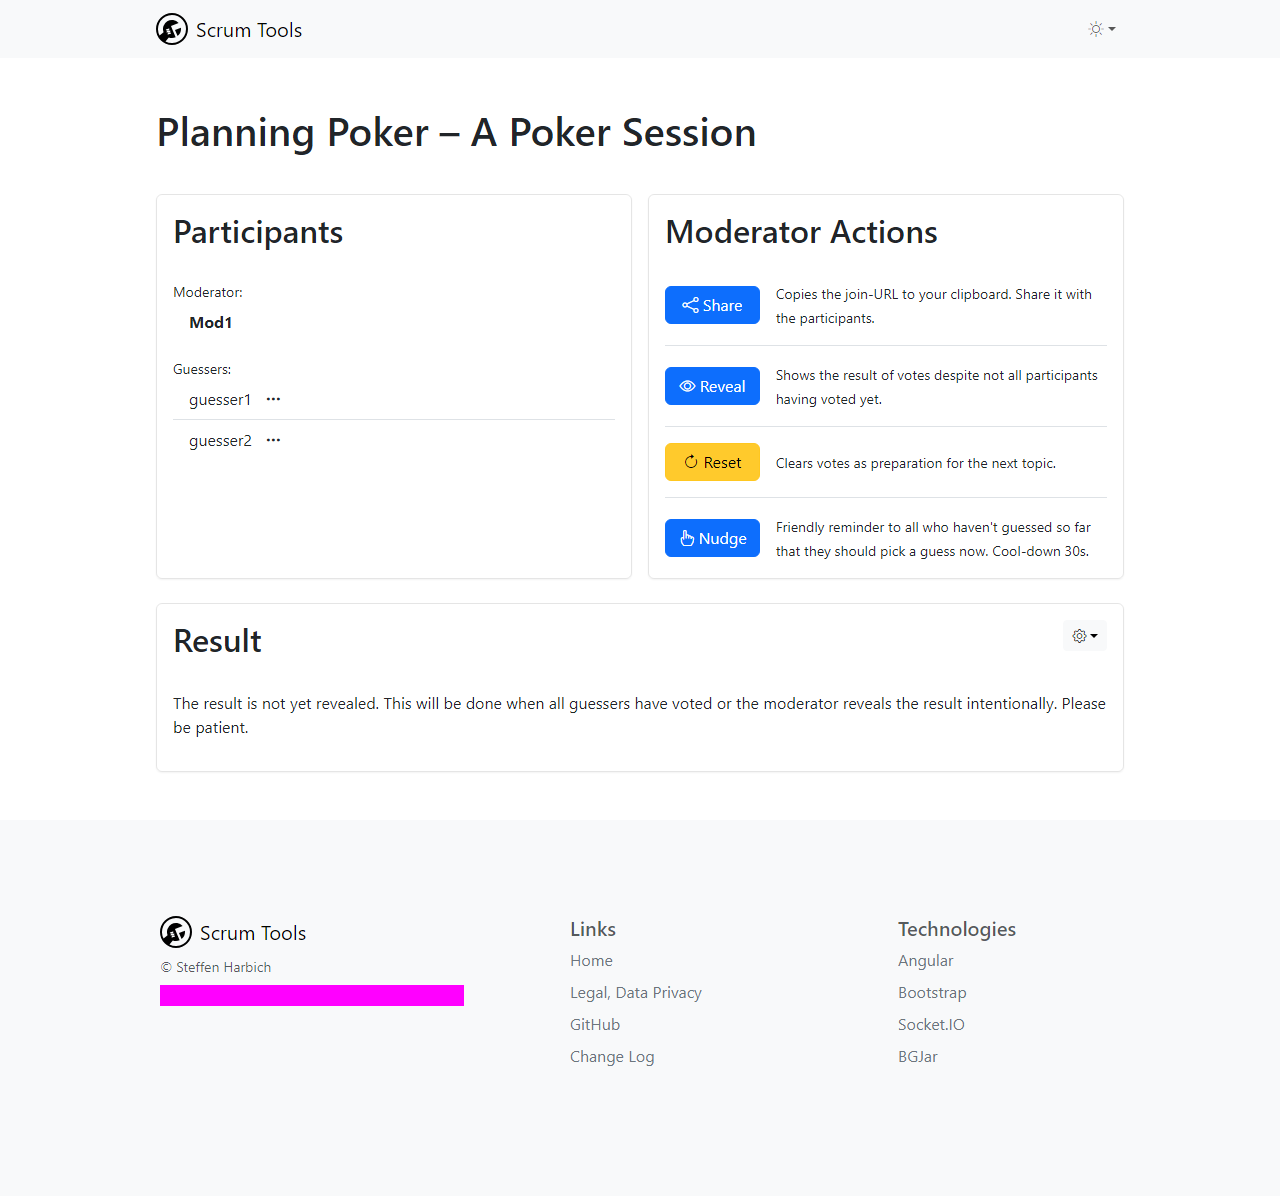 Scrum Tools
Planning Poker – A Poker Session
Participants
Moderator:
Mod1
Guessers:
guesser1
guesser2
Moderator Actions
Share
Copies the join-URL to your clipboard. Share it with
the participants.
Reveal
Shows the result of votes despite not all participants
having voted yet.
Reset
Clears votes as preparation for the next topic.
Nudge
Friendly reminder to all who haven't guessed so far
that they should pick a guess now. Cool-down 30s.
Result
The result is not yet revealed. This will be done when all guessers have voted or the moderator reveals the result intentionally. Please
be patient.
Scrum Tools
© Steffen Harbich
Links
Home
Legal, Data Privacy
GitHub
Change Log
Technologies
Angular
Bootstrap
Socket.IO
BGJar